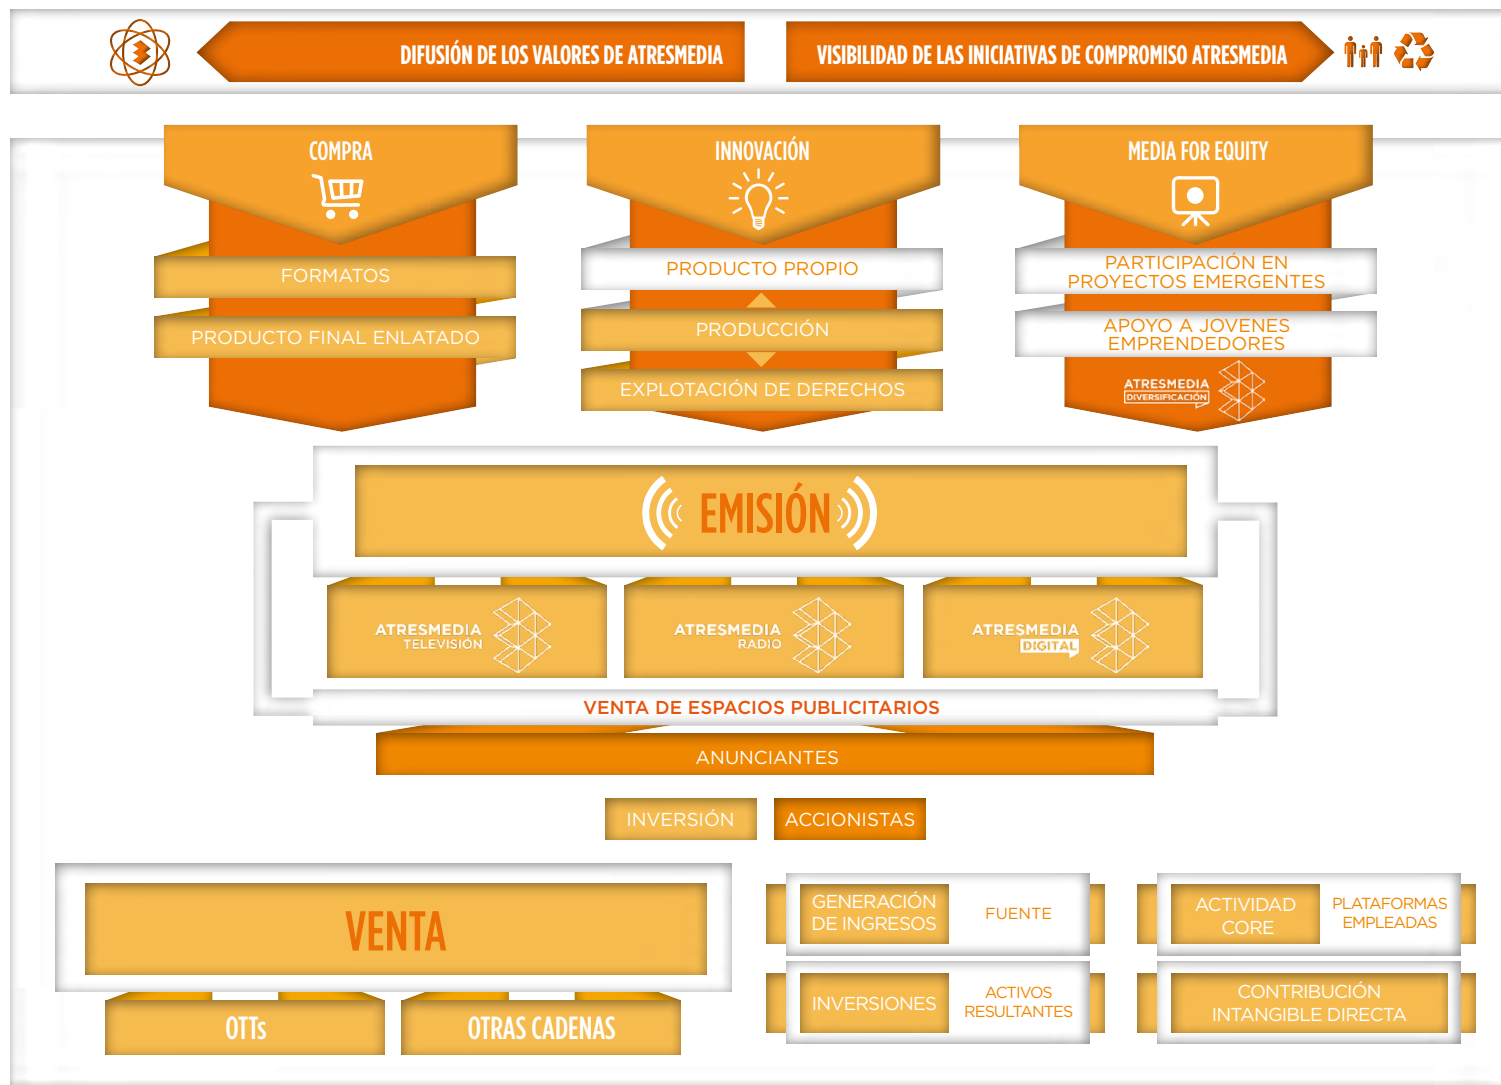 DIFUSIÓN DE LOS VALORES DE ATRESMEDIA
VISIBILIDAD DE LAS INICIATIVAS DE COMPROMISO ATRESMEDIA
COMPRA
FORMATOS
PRODUCTO FINAL ENLATADO
INNOVACIÓN
PRODUCTO PROPIO
PRODUCCIÓN
EXPLOTACIÓN DE DERECHOS
MEDIA FOR EQUITY
PARTICIPACIÓN EN
PROYECTOS EMERGENTES
APOYO A JOVENES
EMPRENDEDORES
ATRESMEDIA
DIVERSIFICACIÓN
EMISIÓN
ATRESMEDIA
TELEVISIÓN
ATRESMEDIA
RADIO
ATRESMEDIA
DIGITAL
VENTA DE ESPACIOS PUBLICITARIOS
ANUNCIANTES
INVERSIÓN
ACCIONISTAS
VENTA
OTTs
OTRAS CADENAS
GENERACIÓN
DE INGRESOS
FUENTE
INVERSIONES
ACTIVOS
RESULTANTES
ACTIVIDAD
CORE
PLATAFORMAS
EMPLEADAS
CONTRIBUCIÓN
INTANGIBLE DIRECTA